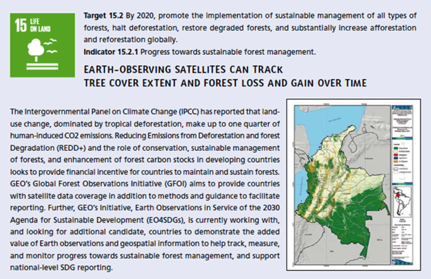 15 LIFE
ON LAND
Target 15.2 By 2020, promote the implementation of sustainable management of all types of
forests, halt deforestation, restore degraded forests, and substantially increase afforestation
and reforestation globally.
Indicator 15.2.1 Progress towards sustainable forest management.
EARTH-OBSERVING SATELLITES CAN TRACK
TREE COVER EXTENT AND FOREST LOSS AND GAIN OVER TIME
The Intergovernmental Panel on Climate Change (IPCC) has reported that land-
use change, dominated by tropical deforestation, make up to one quarter of
human-induced CO2 emissions. Reducing Emissions from Deforestation and forest
Degradation (REDD+) and the role of conservation, sustainable management
of forests, and enhancement of forest carbon stocks in developing countries
looks to provide financial incentive for countries to maintain and sustain forests.
GEO's Global Forest Observations Initiative (GFOI) aims to provide countries
with satellite data coverage in addition to methods and guidance to facilitate
reporting. Further, GEO's Initiative, Earth Observations in Service of the 2030
Agenda for Sustainable Development (EO4SDGs), is currently working with,
and looking for additional candidate, countries to demonstrate the added
value of Earth observations and geospatial information to help track, measure,
and monitor progress towards sustainable forest management, and support
national-level SDG reporting.